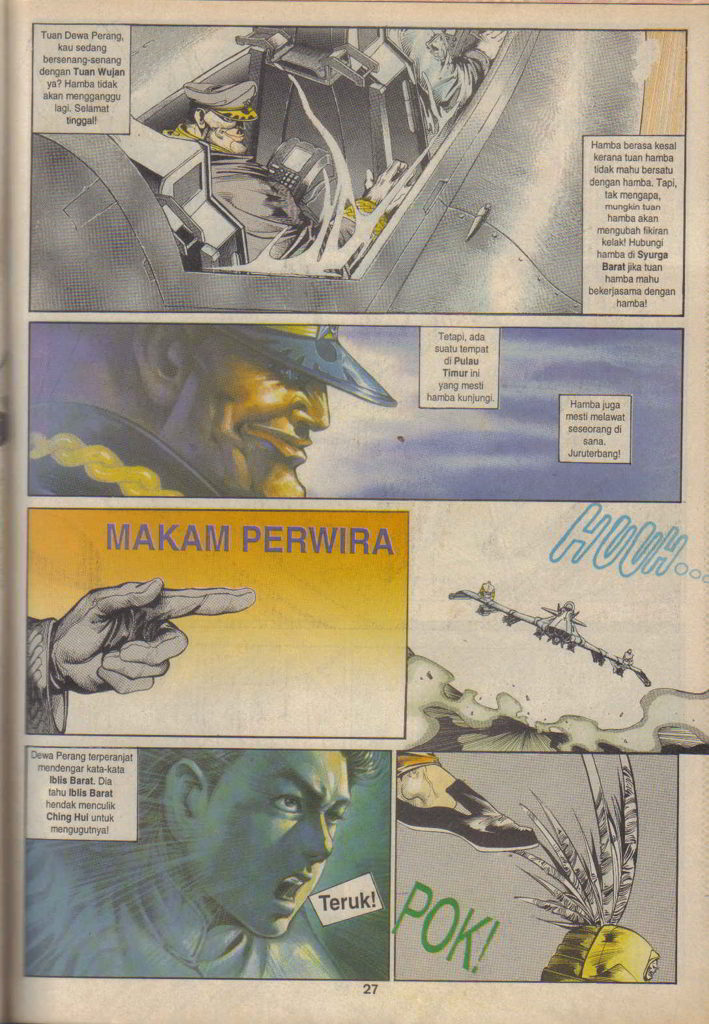 Tuan Dewa Perang,
kau sedang
bersenang-senang
dengan Tuan Wujan
ya? Hamba tidak
akan mengganggu
lagi. Selamat
tinggal!
Hamba berasa kesal
kerana tuan hamba
tidak mahu bersatu
dengan hamba. Tapi,
tak mengapa,
mungkin tuan
hamba akan
mengubah fikiran
kelak! Hubungi
hamba di Syurga
Barat jika tuan
hamba mahu
bekerjasama dengan
hamba!
Tetapi, ada
suatu tempat
di Pulau
Timur ini
yang mesti
hamba kunjungi.
Hamba juga
mesti melawat
seseorang di
sana.
Juruterbang!
MAKAM PERWIRA
HOOH...
Dewa Perang terperanjat
mendengar kata-kata
Iblis Barat. Dia
tahu Iblis Barat
hendak menculik
Ching Hui untuk
mengugutnya!
Teruk!
POK!
27